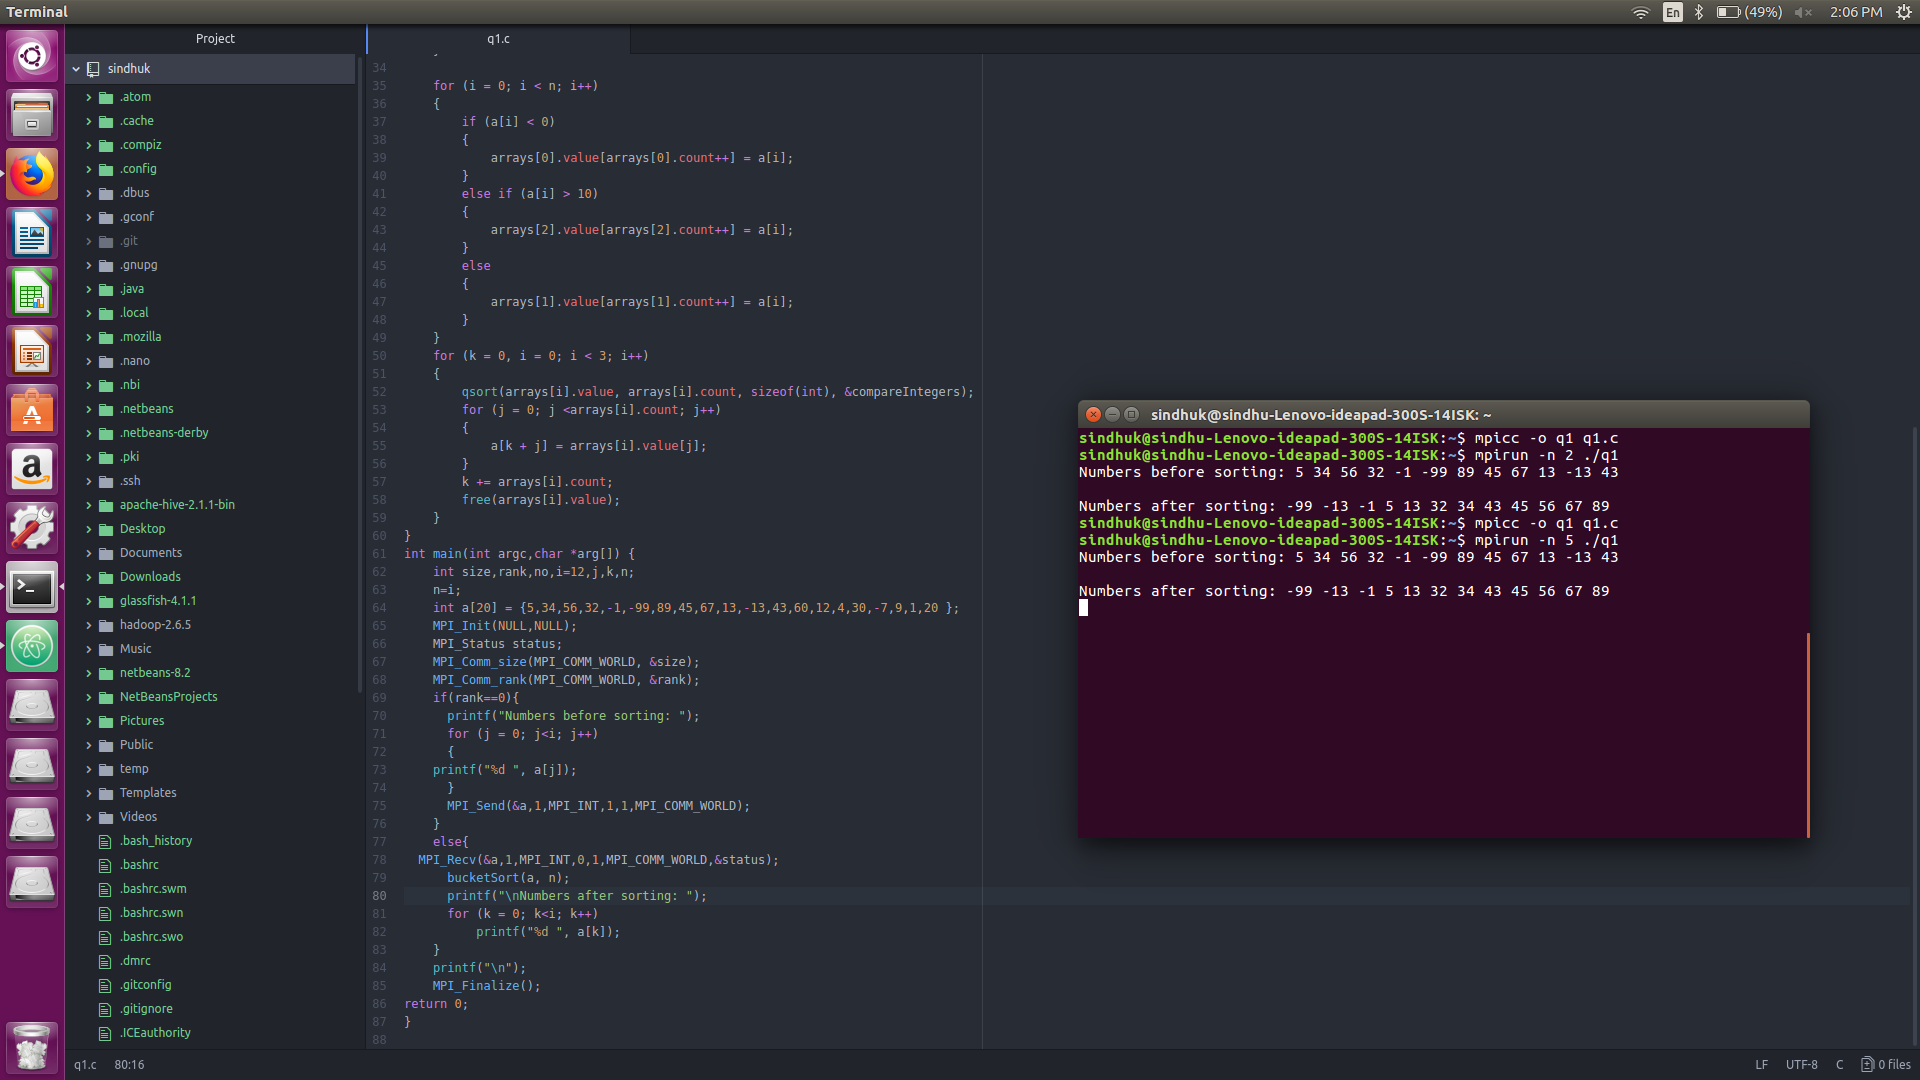 Terminal
En
(49%)
2:06 PM
Project
sindhuk
.atom
.cache
.compiz
.config
.dbus
.gconf
.git
.gnupg
.java
.local
.mozilla
.nano
.nbi
.netbeans
.netbeans-derby
.pki
.ssh
apache-hive-2.1.1-bin
Desktop
Documents
Downloads
glassfish-4.1.1
hadoop-2.6.5
Music
netbeans-8.2
NetBeansProjects
Pictures
Public
temp
Templates
Videos
.bash_history
.bashrc
.bashrc.swm
.bashrc.swn
.bashrc.swo
.dmrc
.gitconfig
.gitignore
.ICEauthority
q1.c
34
35 for (i = 0; i < n; i++)
36 {
37 if (a[i] < 0)
38 {
39 arrays[0].value[arrays[0].count++] = a[i];
40 }
41 else if (a[i] > 10)
42 {
43 arrays[2].value[arrays[2].count++] = a[i];
44 }
45 else
46 {
47 arrays[1].value[arrays[1].count++] = a[i];
48 }
49 }
50 for (k = 0, i = 0; i < 3; i++)
51 {
52 qsort(arrays[i].value, arrays[i].count, sizeof(int), &compareIntegers);
53 for (j = 0; j <arrays[i].count; j++)
54 {
55 a[k + j] = arrays[i].value[j];
56 }
57 k += arrays[i].count;
58 free(arrays[i].value);
59 }
60 }
61 int main(int argc,char *arg[]) {
62 int size,rank,no,i=12,j,k,n;
63 n=i;
64 int a[20] = {5,34,56,32,-1,-99,89,45,67,13,-13,43,60,12,4,30,-7,9,1,20 };
65 MPI_Init(NULL,NULL);
66 MPI_Status status;
67 MPI_Comm_size(MPI_COMM_WORLD, &size);
68 MPI_Comm_rank(MPI_COMM_WORLD, &rank);
69 if(rank==0){
70 printf("Numbers before sorting: ");
71 for (j = 0; j<i; j++)
72 {
73 printf("%d ", a[j]);
74 }
75 MPI_Send(&a,1,MPI_INT,1,1,MPI_COMM_WORLD);
76 }
77 else{
78 MPI_Recv(&a,1,MPI_INT,0,1,MPI_COMM_WORLD,&status);
79 bucketSort(a, n);
80 printf("\nNumbers after sorting: ");
81 for (k = 0; k<i; k++)
82 printf("%d ", a[k]);
83 }
84 printf("\n");
85 MPI_Finalize();
86 return 0;
87 }
88
sindhuk@sindhu-Lenovo-ideapad-300S-14ISK: ~
sindhuk@sindhu-Lenovo-ideapad-300S-14ISK:~$ mpicc -o q1 q1.c
sindhuk@sindhu-Lenovo-ideapad-300S-14ISK:~$ mpirun -n 2 ./q1
Numbers before sorting: 5 34 56 32 -1 -99 89 45 67 13 -13 43
Numbers after sorting: -99 -13 -1 5 13 32 34 43 45 56 67 89
sindhuk@sindhu-Lenovo-ideapad-300S-14ISK:~$ mpicc -o q1 q1.c
sindhuk@sindhu-Lenovo-ideapad-300S-14ISK:~$ mpirun -n 5 ./q1
Numbers before sorting: 5 34 56 32 -1 -99 89 45 67 13 -13 43
Numbers after sorting: -99 -13 -1 5 13 32 34 43 45 56 67 89
q1.c 80:16
LF UTF-8 C 0 files